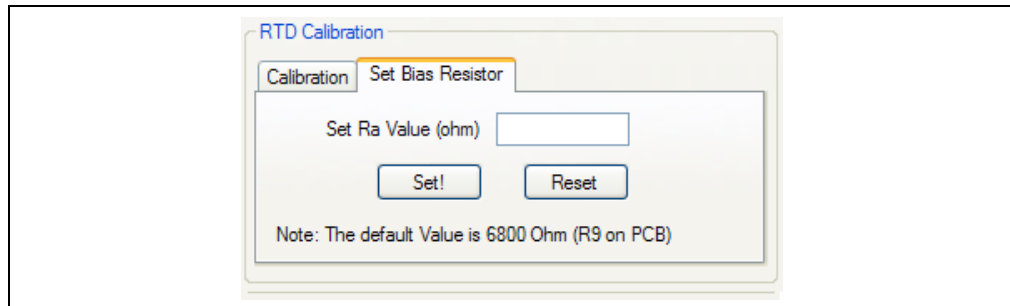 RTD Calibration
Calibration Set Bias Resistor
Set Ra Value (ohm)
Set! Reset
Note: The default Value is 6800 Ohm (R9 on PCB)